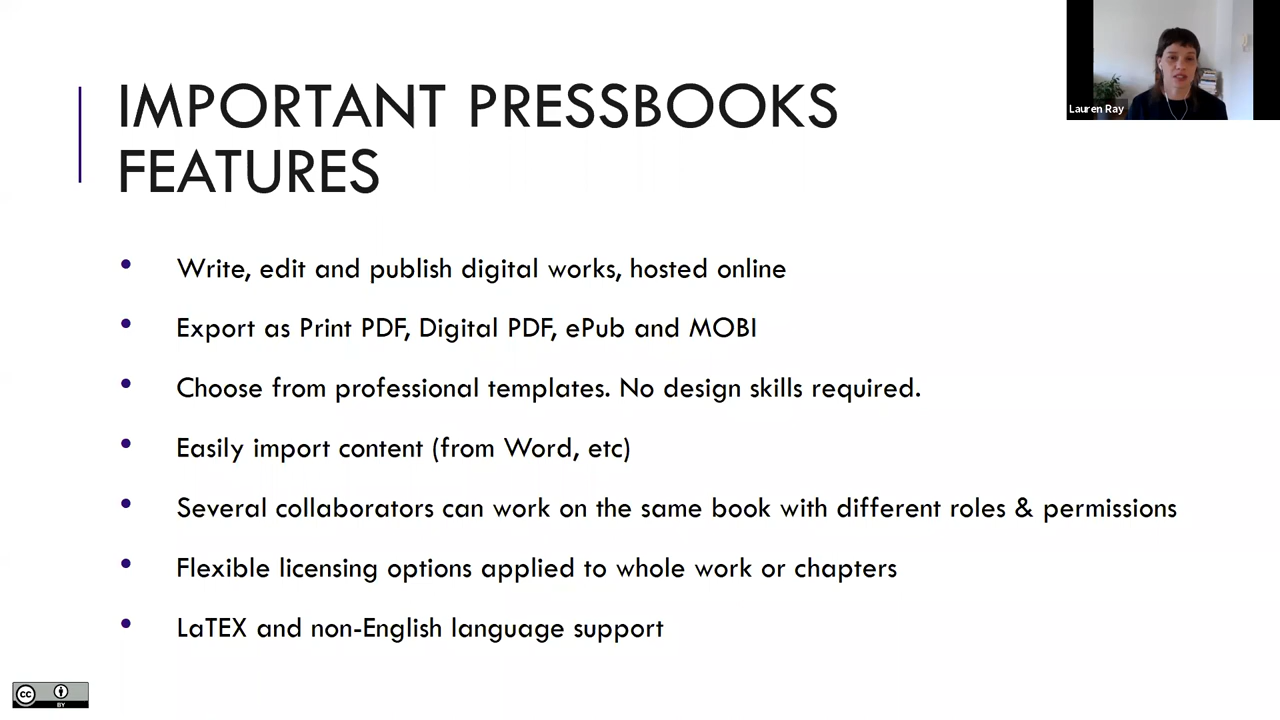 IMPORTANT PRESSBOOKS
FEATURES
Lauren Ray
• Write, edit and publish digital works, hosted online
• Export as Print PDF, Digital PDF, ePub and MOBI
• Choose from professional templates. No design skills required.
• Easily import content (from Word, etc)
• Several collaborators can work on the same book with different roles & permissions
• Flexible licensing options applied to whole work or chapters
• LaTEX and non-English language support
cc
BY